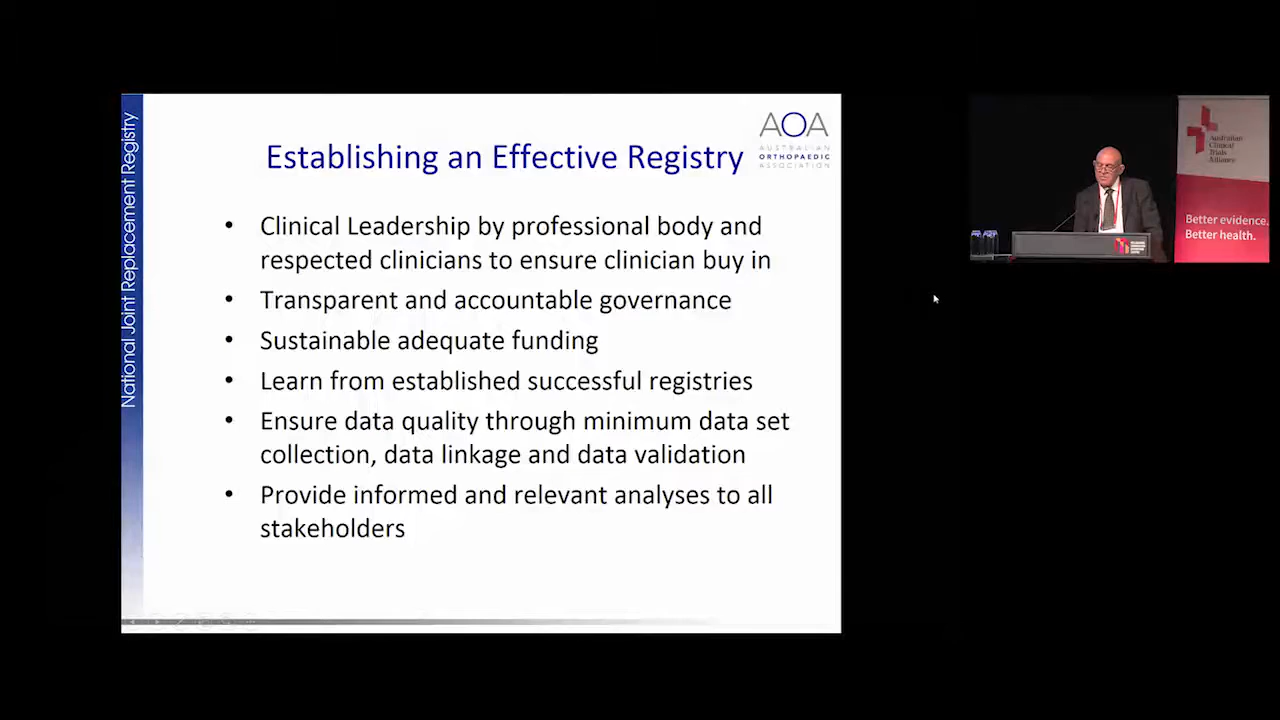 National Joint Replacement Registry
AOA
AUSTRALIAN
ORTHOPAEDIC
ASSOCIATION
Establishing an Effective Registry
• Clinical Leadership by professional body and
respected clinicians to ensure clinician buy in
• Transparent and accountable governance
• Sustainable adequate funding
• Learn from established successful registries
• Ensure data quality through minimum data set
collection, data linkage and data validation
• Provide informed and relevant analyses to all
stakeholders
Australian
Clinical
Trials
Alliance
Better evidence.
Better health.